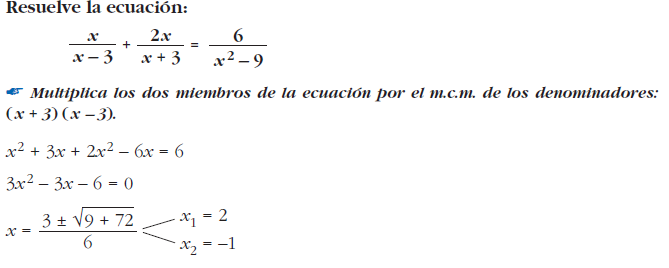 Resuelve la ecuación:
x/(x – 3) + 2x/(x + 3) = 6/(x² – 9)
☛ Multiplica los dos miembros de la ecuación por el m.c.m. de los denominadores:
(x + 3) (x – 3).
x² + 3x + 2x² – 6x = 6
3x² – 3x – 6 = 0
x = (3 ± √(9 + 72))/6
x₁ = 2
x₂ = –1